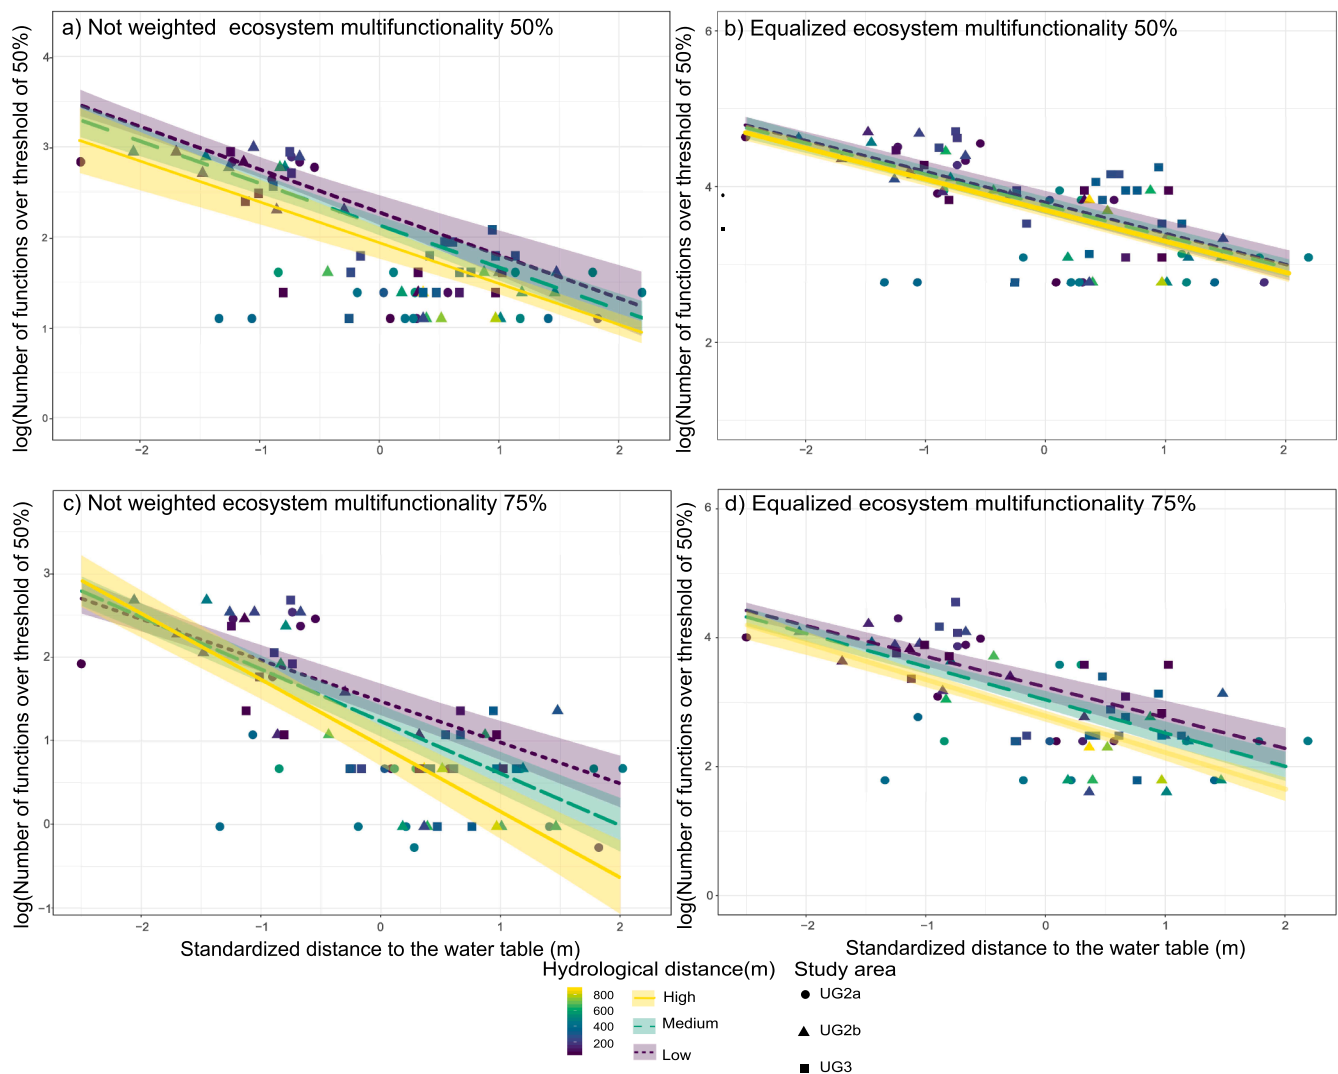 a) Not weighted  ecosystem multifunctionality 50%
log(Number of functions over threshold of 50%)
4
3
2
1
0
−2 −1 0 1 2
b) Equalized ecosystem multifunctionality 50%
log(Number of functions over threshold of 50%)
6
4
2
−2 −1 0 1 2
c) Not weighted ecosystem multifunctionality 75%
log(Number of functions over threshold of 50%)
3
2
1
0
−1
−2 −1 0 1 2
Standardized distance to the water table (m)
d) Equalized ecosystem multifunctionality 75%
log(Number of functions over threshold of 50%)
6
4
2
0
−2 −1 0 1 2
Standardized distance to the water table (m)
Hydrological distance(m)
800
600
400
200
High
Medium
Low
Study area
UG2a
UG2b
UG3